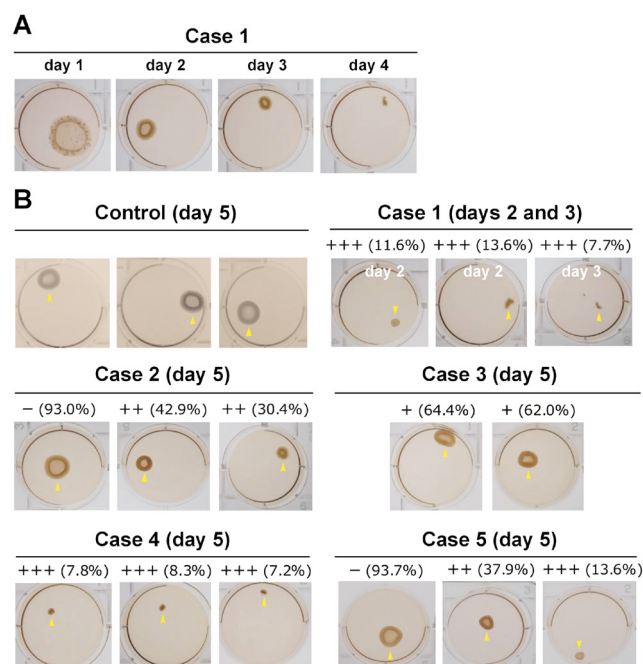 A
Case 1
day 1 day 2 day 3 day 4
B
Control (day 5)
Case 1 (days 2 and 3)
+++ (11.6%) +++ (13.6%) +++ (7.7%)
day 2 day 2 day 3
Case 2 (day 5)
Case 3 (day 5)
− (93.0%) ++ (42.9%) ++ (30.4%)
+ (64.4%) + (62.0%)
Case 4 (day 5)
Case 5 (day 5)
+++ (7.8%) +++ (8.3%) +++ (7.2%)
− (93.7%) ++ (37.9%) +++ (13.6%)